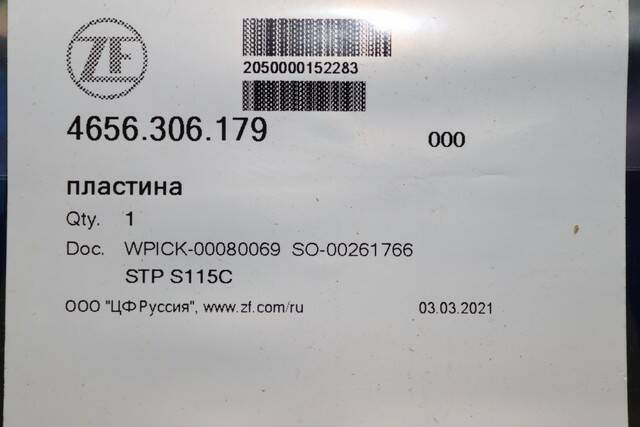 ZF
2050000152283
4656.306.179 000
пластина
Qty. 1
Doc. WPICK-00080069 SO-00261766
STP S115C
ООО "ЦФ Руссия", www.zf.com/ru 03.03.2021